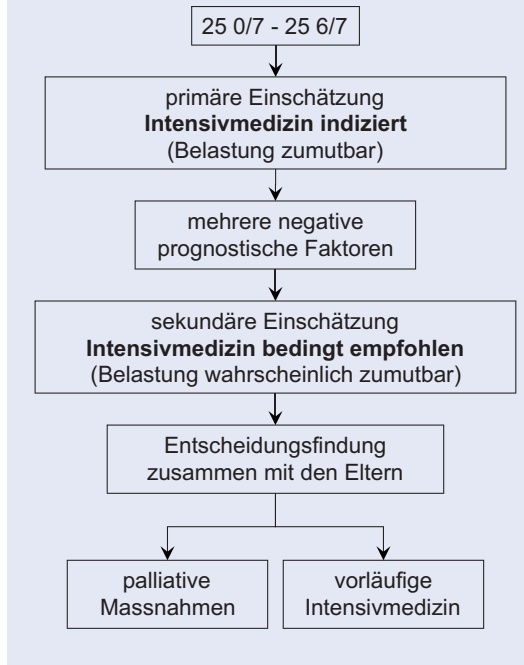 25 0/7 - 25 6/7
primäre Einschätzung
Intensivmedizin indiziert
(Belastung zumutbar)
mehrere negative
prognostische Faktoren
sekundäre Einschätzung
Intensivmedizin bedingt empfohlen
(Belastung wahrscheinlich zumutbar)
Entscheidungsfindung
zusammen mit den Eltern
palliative
Massnahmen
vorläufige
Intensivmedizin